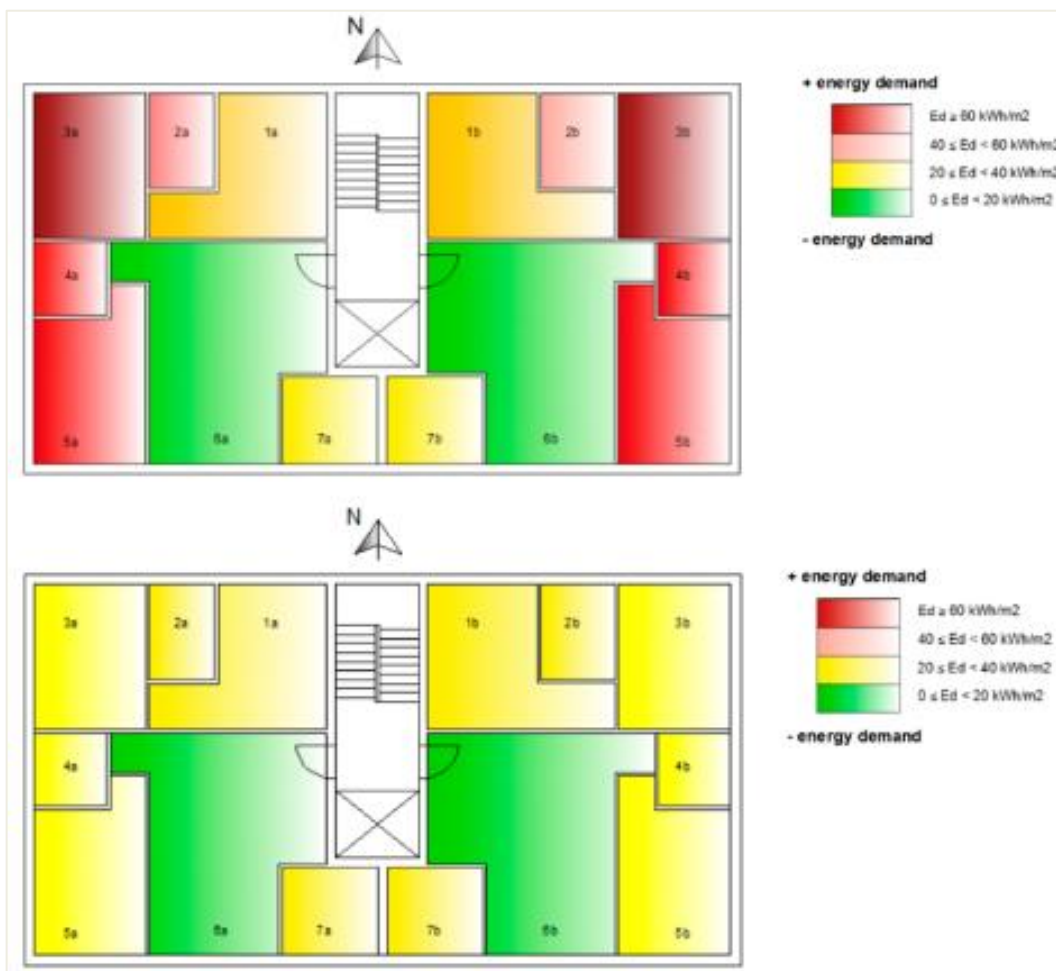 N
+ energy demand
Ed ≥ 60 kWh/m2
40 ≤ Ed < 60 kWh/m2
20 ≤ Ed < 40 kWh/m2
0 ≤ Ed < 20 kWh/m2
- energy demand
3a 2a 1a 1b 2b 3b
4a 4b
5a 6a 7a 7b 6b 5b
N
+ energy demand
Ed ≥ 60 kWh/m2
40 ≤ Ed < 60 kWh/m2
20 ≤ Ed < 40 kWh/m2
0 ≤ Ed < 20 kWh/m2
- energy demand
3a 2a 1a 1b 2b 3b
4a 4b
5a 6a 7a 7b 6b 5b